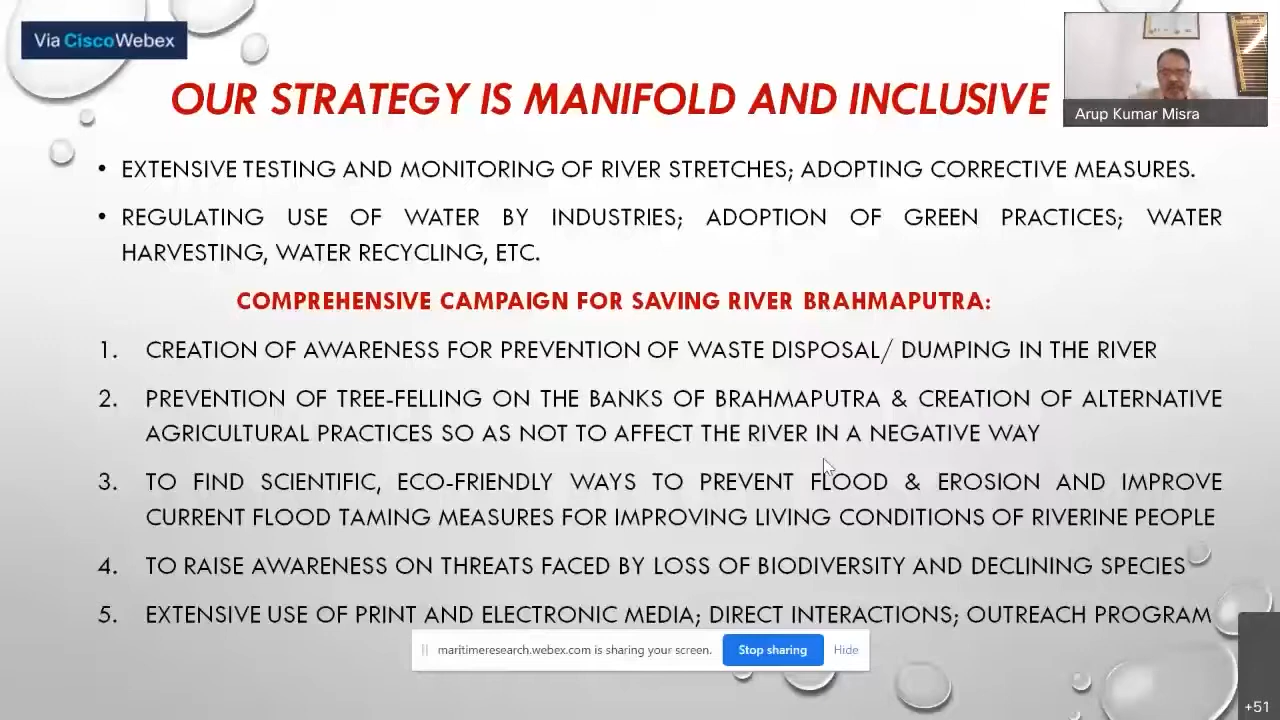 Via Cisco Webex
OUR STRATEGY IS MANIFOLD AND INCLUSIVE
Arup Kumar Misra
• EXTENSIVE TESTING AND MONITORING OF RIVER STRETCHES; ADOPTING CORRECTIVE MEASURES.
• REGULATING USE OF WATER BY INDUSTRIES; ADOPTION OF GREEN PRACTICES; WATER
HARVESTING, WATER RECYCLING, ETC.
COMPREHENSIVE CAMPAIGN FOR SAVING RIVER BRAHMAPUTRA:
1. CREATION OF AWARENESS FOR PREVENTION OF WASTE DISPOSAL/ DUMPING IN THE RIVER
2. PREVENTION OF TREE-FELLING ON THE BANKS OF BRAHMAPUTRA & CREATION OF ALTERNATIVE
AGRICULTURAL PRACTICES SO AS NOT TO AFFECT THE RIVER IN A NEGATIVE WAY
3. TO FIND SCIENTIFIC, ECO-FRIENDLY WAYS TO PREVENT FLOOD & EROSION AND IMPROVE
CURRENT FLOOD TAMING MEASURES FOR IMPROVING LIVING CONDITIONS OF RIVERINE PEOPLE
4. TO RAISE AWARENESS ON THREATS FACED BY LOSS OF BIODIVERSITY AND DECLINING SPECIES
5. EXTENSIVE USE OF PRINT AND ELECTRONIC MEDIA; DIRECT INTERACTIONS; OUTREACH PROGRAM
maritimeresearch.webex.com is sharing your screen. Stop sharing Hide
+51